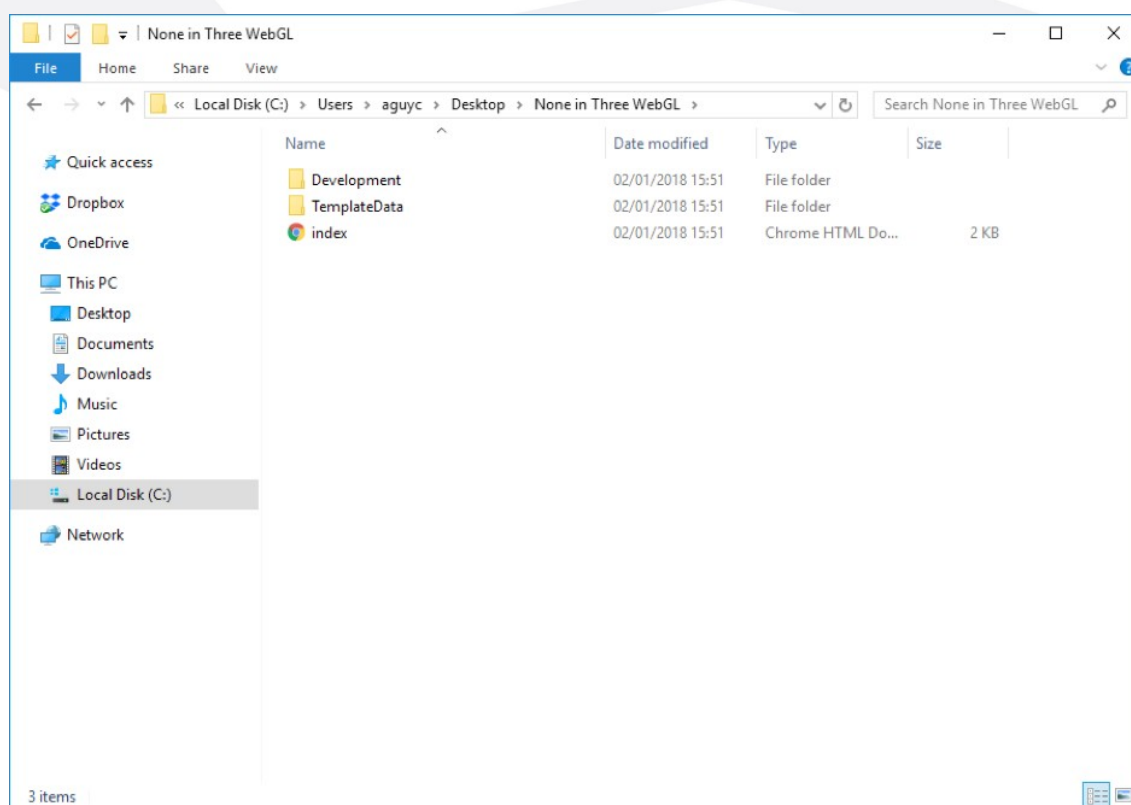 None in Three WebGL
File Home Share View
« Local Disk (C:) > Users > aguyc > Desktop > None in Three WebGL > Search None in Three WebGL
Name Date modified Type Size
Quick access
Development 02/01/2018 15:51 File folder
Dropbox
TemplateData 02/01/2018 15:51 File folder
index 02/01/2018 15:51 Chrome HTML Do... 2 KB
OneDrive
This PC
Desktop
Documents
Downloads
Music
Pictures
Videos
Local Disk (C:)
Network
3 items